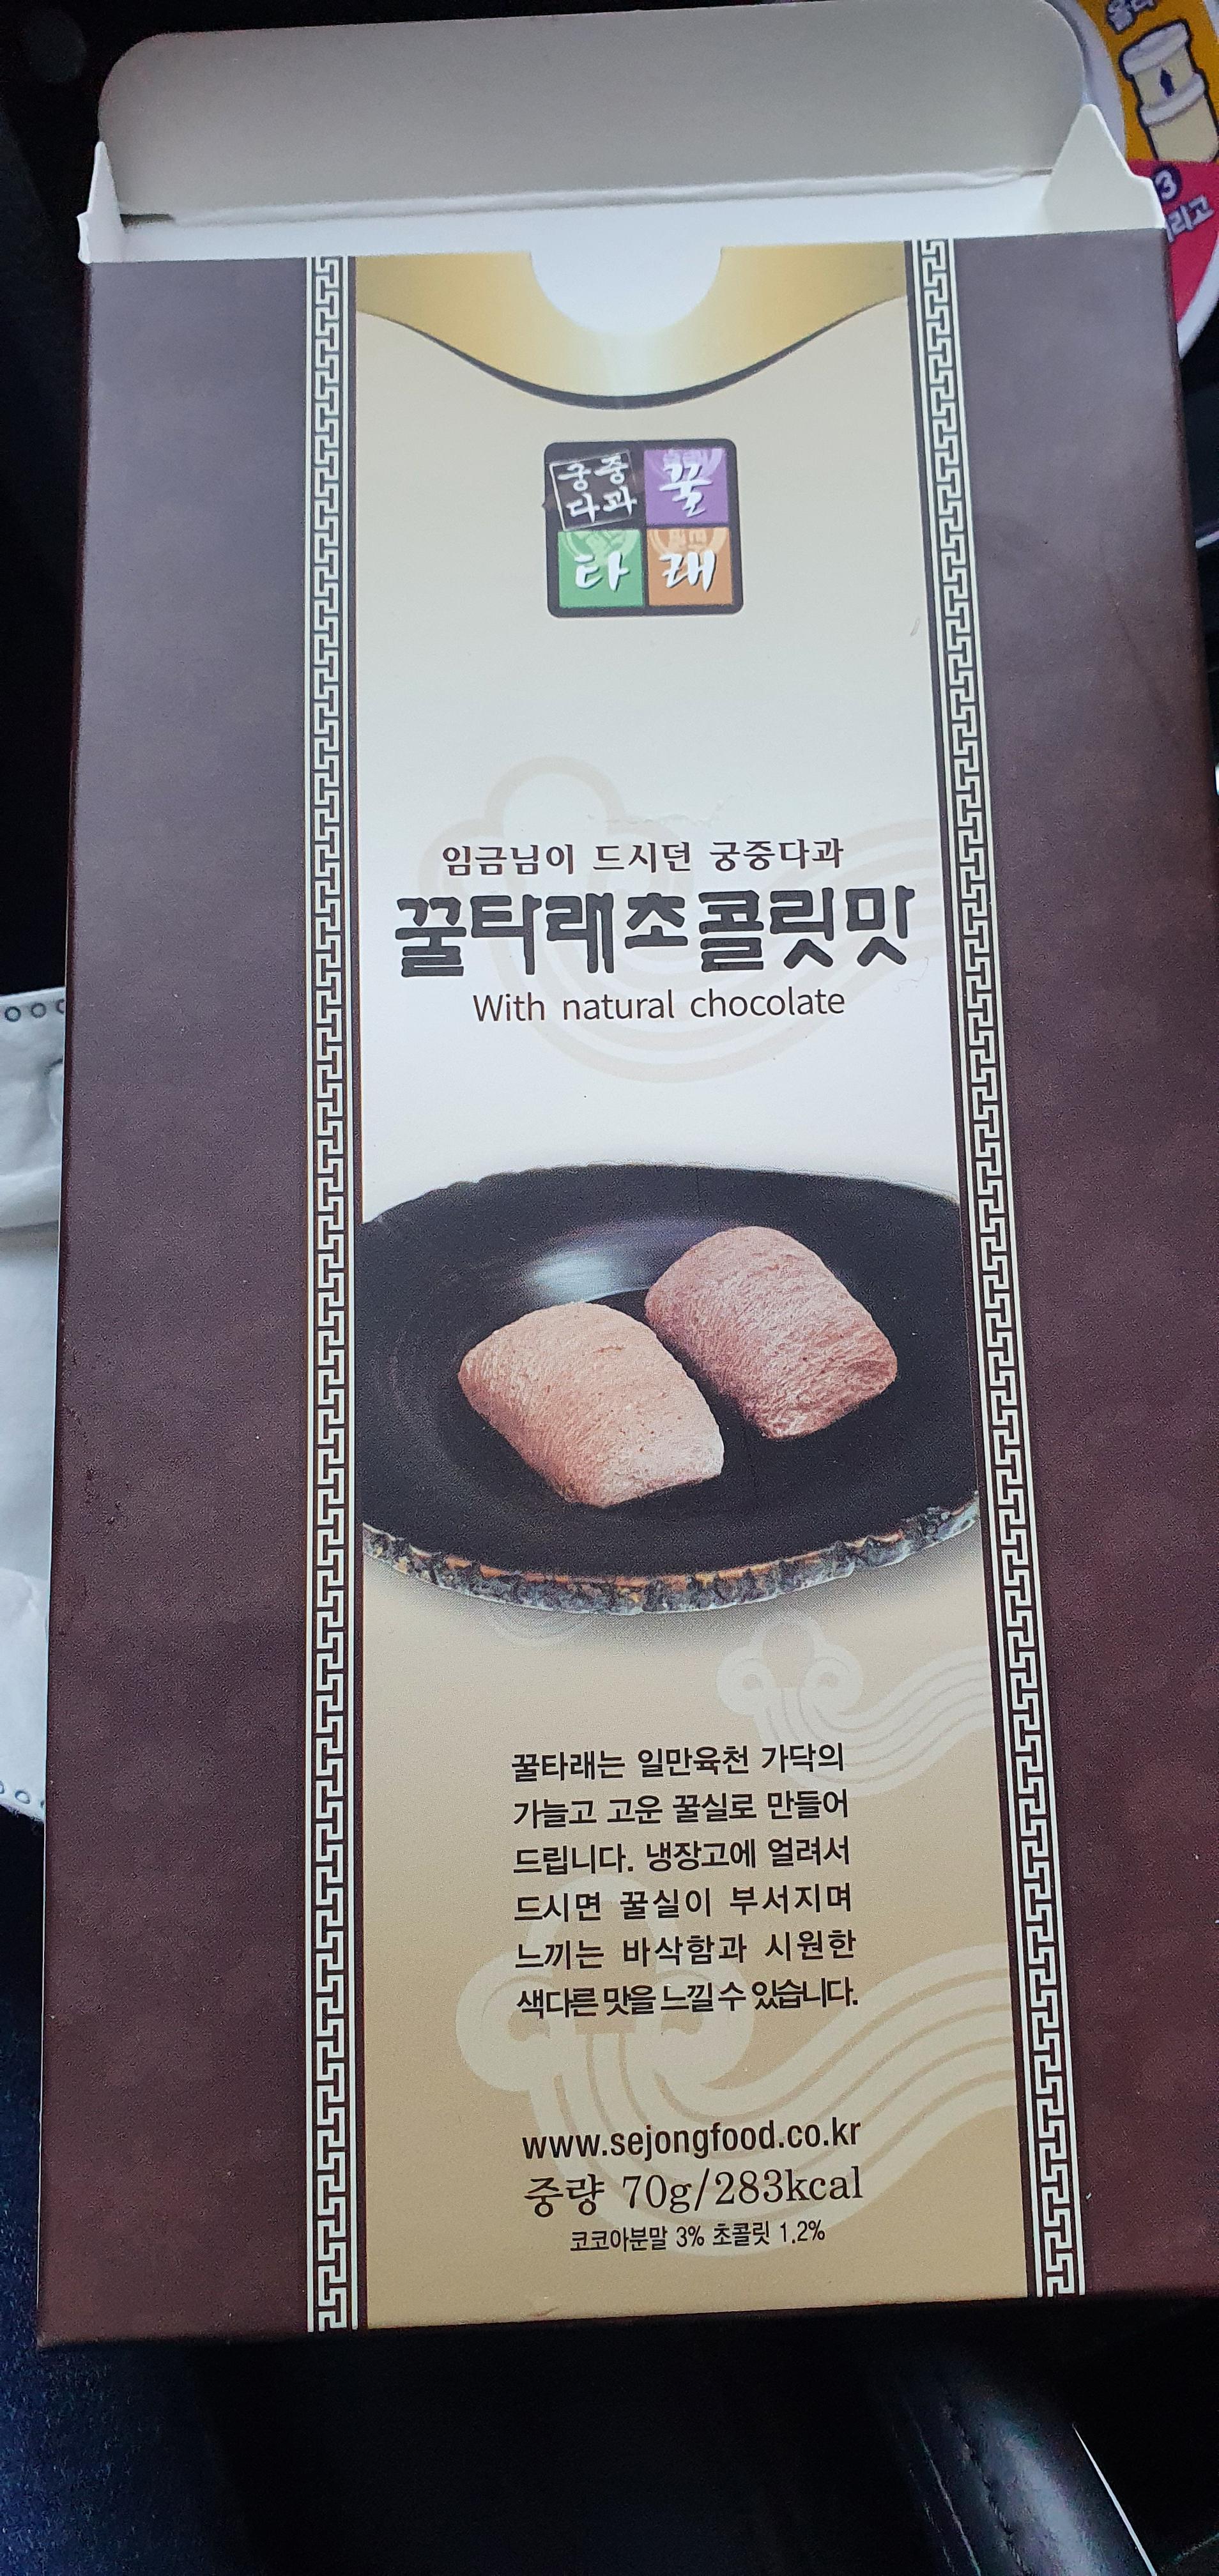 궁중
다과
꿀
타래
임금님이 드시던 궁중다과
꿀타래초콜릿맛
With natural chocolate
꿀타래는 일만육천 가닥의
가늘고 고운 꿀실로 만들어
드립니다. 냉장고에 얼려서
드시면 꿀실이 부서지며
느끼는 바삭함과 시원한
색다른 맛을 느낄 수 있습니다.
www.sejongfood.co.kr
중량 70g/283kcal
코코아분말 3% 초콜릿 1.2%
3